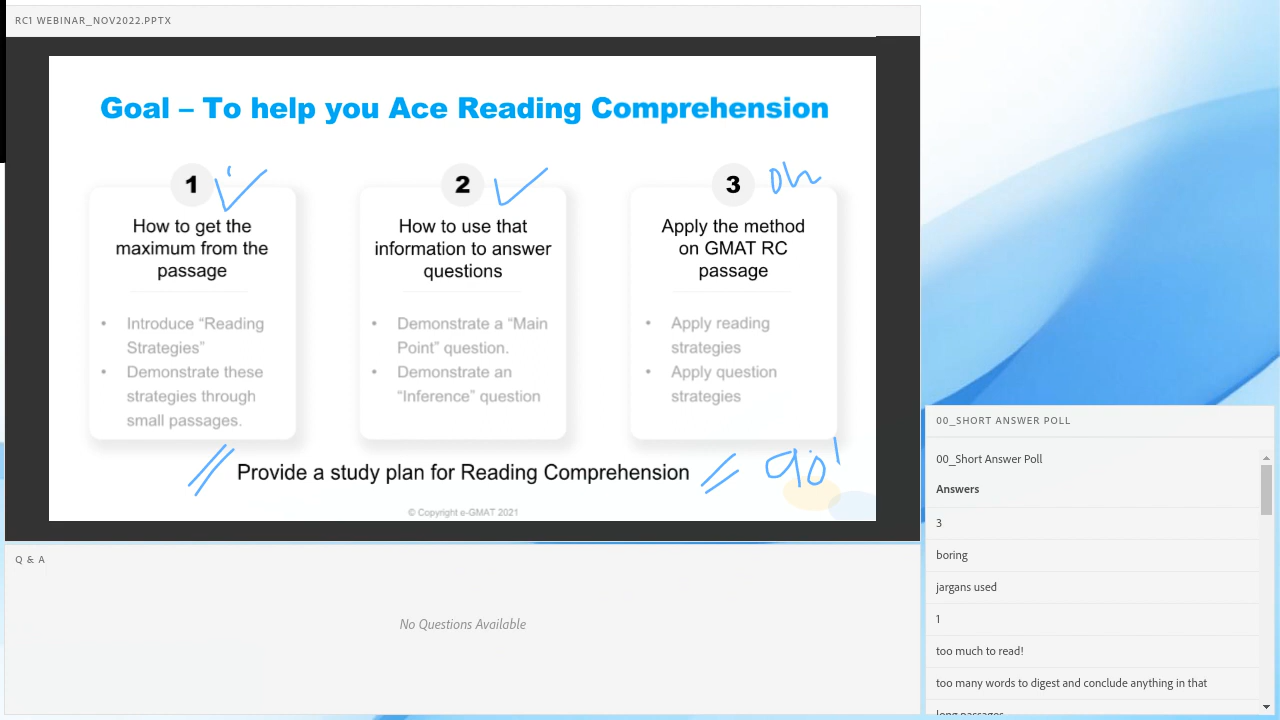 RC1 WEBINAR_NOV2022.PPTX
Goal – To help you Ace Reading Comprehension
1
How to get the
maximum from the
passage
• Introduce “Reading
Strategies”
• Demonstrate these
strategies through
small passages.
2
How to use that
information to answer
questions
• Demonstrate a “Main
Point” question.
• Demonstrate an
“Inference” question
3
Apply the method
on GMAT RC
passage
• Apply reading
strategies
• Apply question
strategies
Provide a study plan for Reading Comprehension
90'
© Copyright e-GMAT 2021
Q & A
No Questions Available
00_SHORT ANSWER POLL
00_Short Answer Poll
Answers
3
boring
jargans used
1
too much to read!
too many words to digest and conclude anything in that
long passages